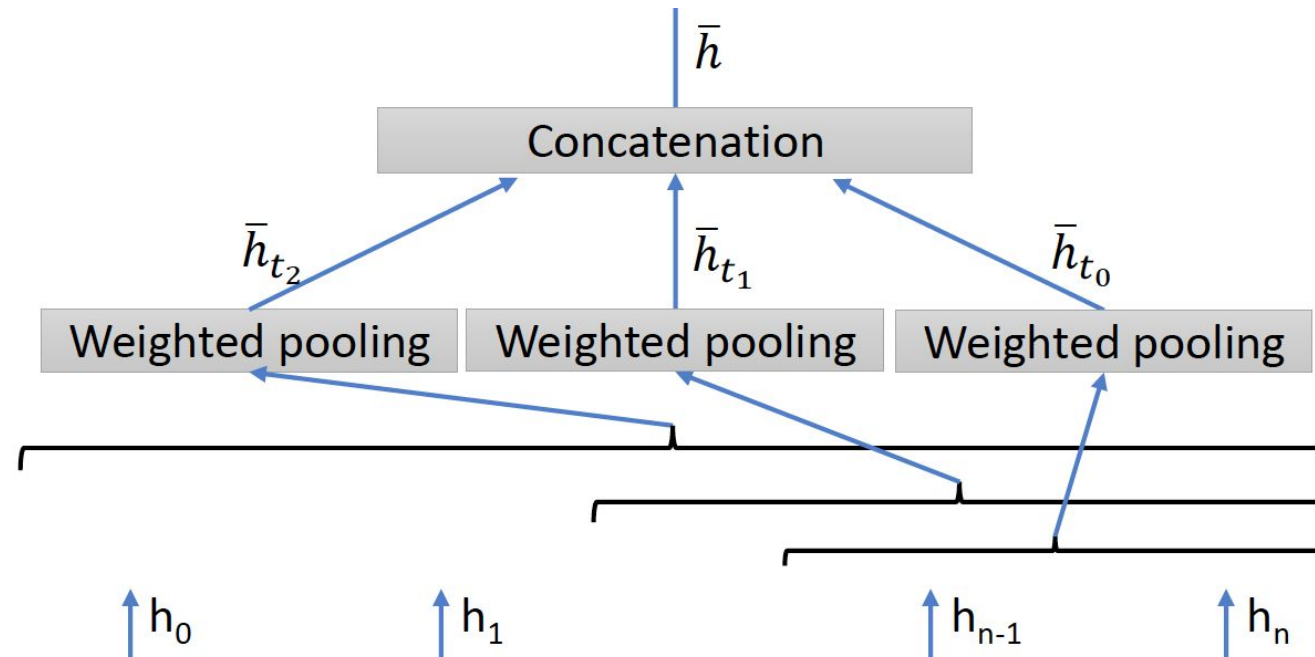 h̄
Concatenation
h̄t₂ h̄t₁ h̄t₀
Weighted pooling Weighted pooling Weighted pooling
h₀ h₁ hₙ₋₁ hₙ